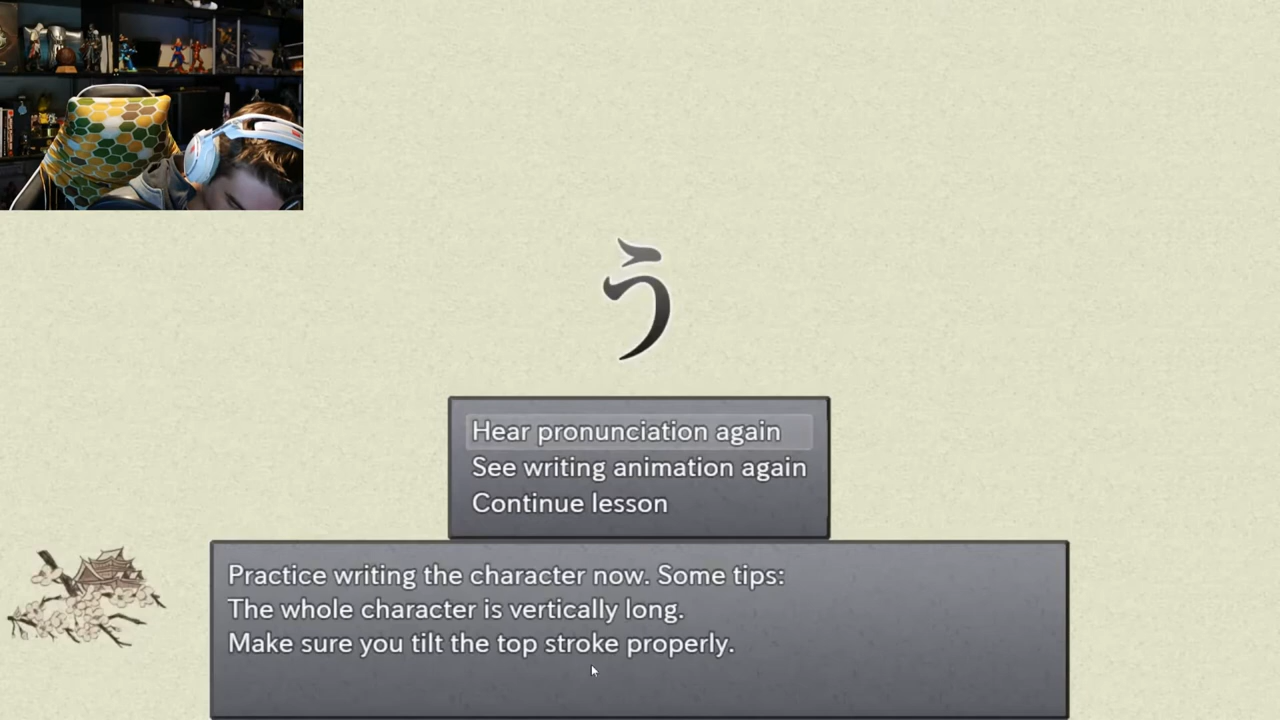 う
Hear pronunciation again
See writing animation again
Continue lesson
Practice writing the character now. Some tips:
The whole character is vertically long.
Make sure you tilt the top stroke properly.